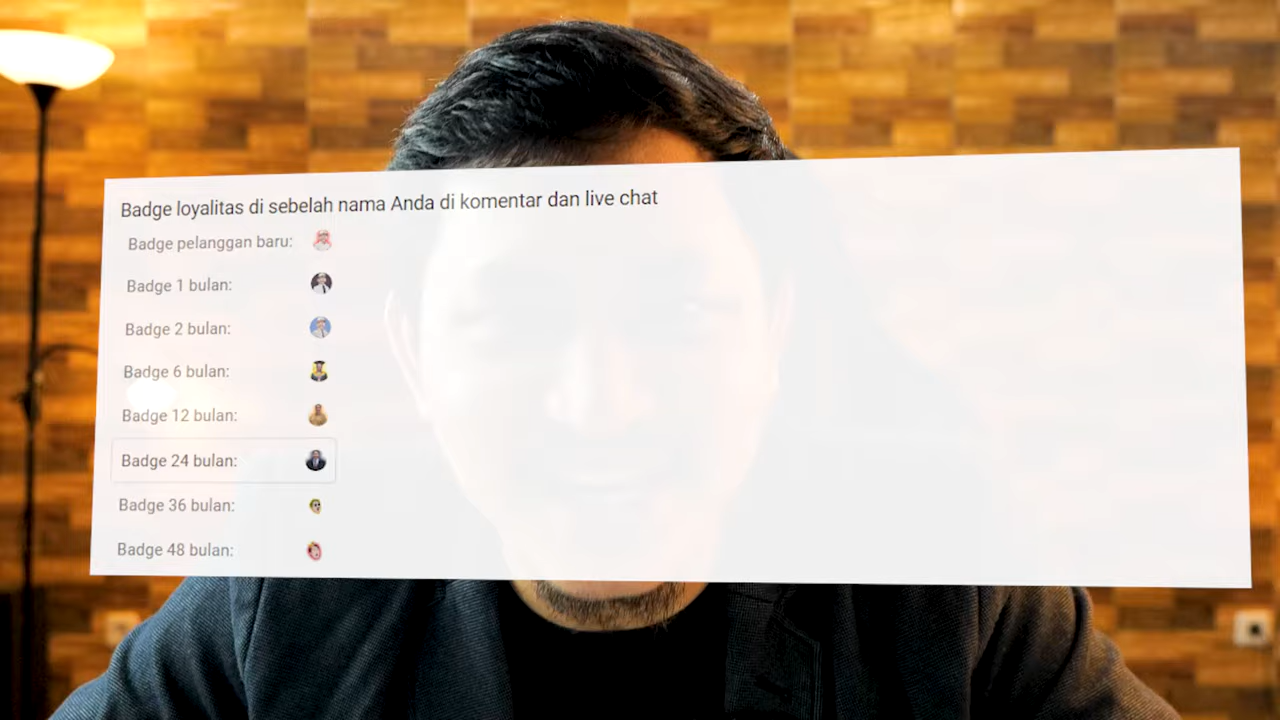 Badge loyalitas di sebelah nama Anda di komentar dan live chat
Badge pelanggan baru:
Badge 1 bulan:
Badge 2 bulan:
Badge 6 bulan:
Badge 12 bulan:
Badge 24 bulan:
Badge 36 bulan:
Badge 48 bulan: